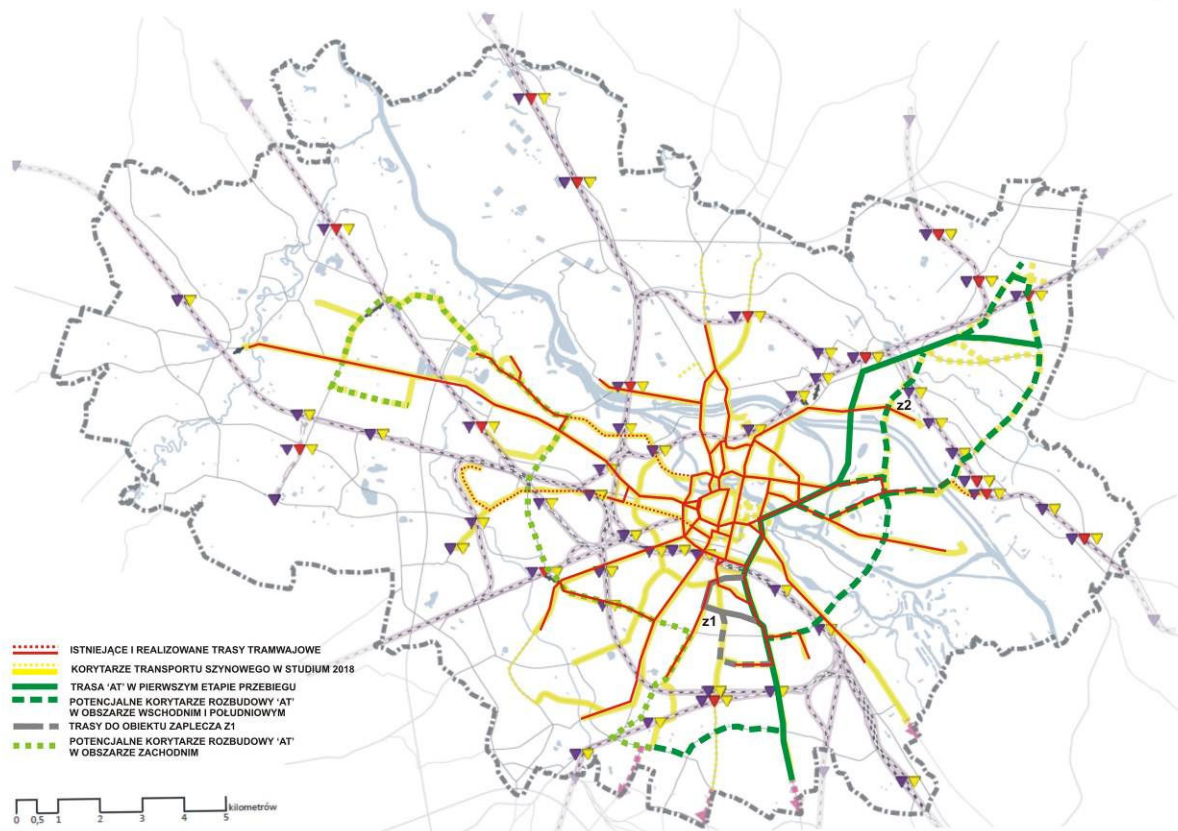 z2
z1
ISTNIEJĄCE I REALIZOWANE TRASY TRAMWAJOWE
KORYTARZE TRANSPORTU SZYNOWEGO W STUDIUM 2018
TRASA ‘AT’ W PIERWSZYM ETAPIE PRZEBIEGU
POTENCJALNE KORYTARZE ROZBUDOWY ‘AT’
W OBSZARZE WSCHODNIM I POŁUDNIOWYM
TRASY DO OBIEKTU ZAPLECZA Z1
POTENCJALNE KORYTARZE ROZBUDOWY ‘AT’
W OBSZARZE ZACHODNIM
kilometrów
0 0,5 1 2 3 4 5